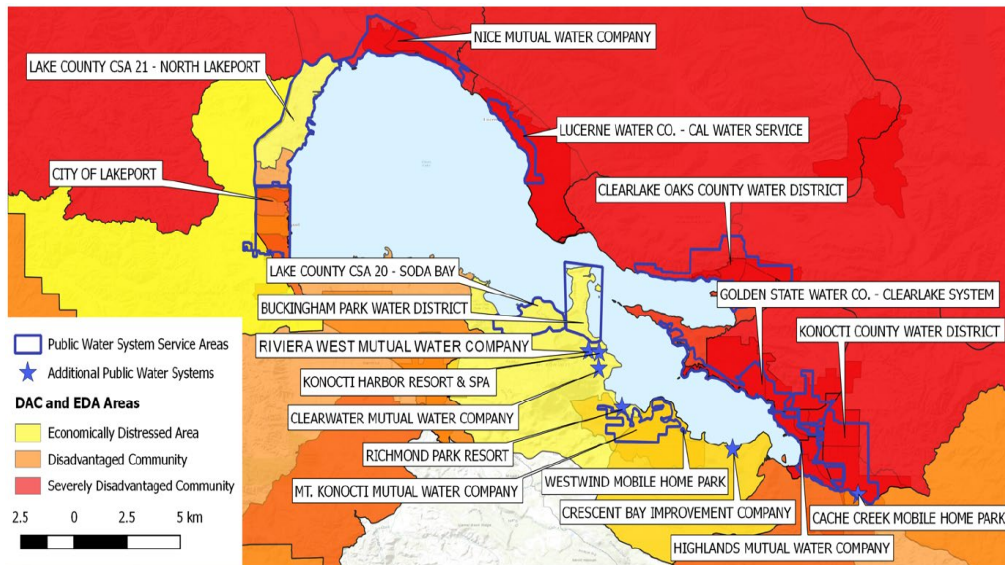 NICE MUTUAL WATER COMPANY
LAKE COUNTY CSA 21 - NORTH LAKEPORT
LUCERNE WATER CO. - CAL WATER SERVICE
CITY OF LAKEPORT
CLEARLAKE OAKS COUNTY WATER DISTRICT
LAKE COUNTY CSA 20 - SODA BAY
GOLDEN STATE WATER CO. - CLEARLAKE SYSTEM
BUCKINGHAM PARK WATER DISTRICT
KONOCTI COUNTY WATER DISTRICT
RIVIERA WEST MUTUAL WATER COMPANY
KONOCTI HARBOR RESORT & SPA
CLEARWATER MUTUAL WATER COMPANY
RICHMOND PARK RESORT
WESTWIND MOBILE HOME PARK
MT. KONOCTI MUTUAL WATER COMPANY
CRESCENT BAY IMPROVEMENT COMPANY
CACHE CREEK MOBILE HOME PARK
HIGHLANDS MUTUAL WATER COMPANY
Public Water System Service Areas
Additional Public Water Systems
DAC and EDA Areas
Economically Distressed Area
Disadvantaged Community
Severely Disadvantaged Community
2.5 0 2.5 5 km